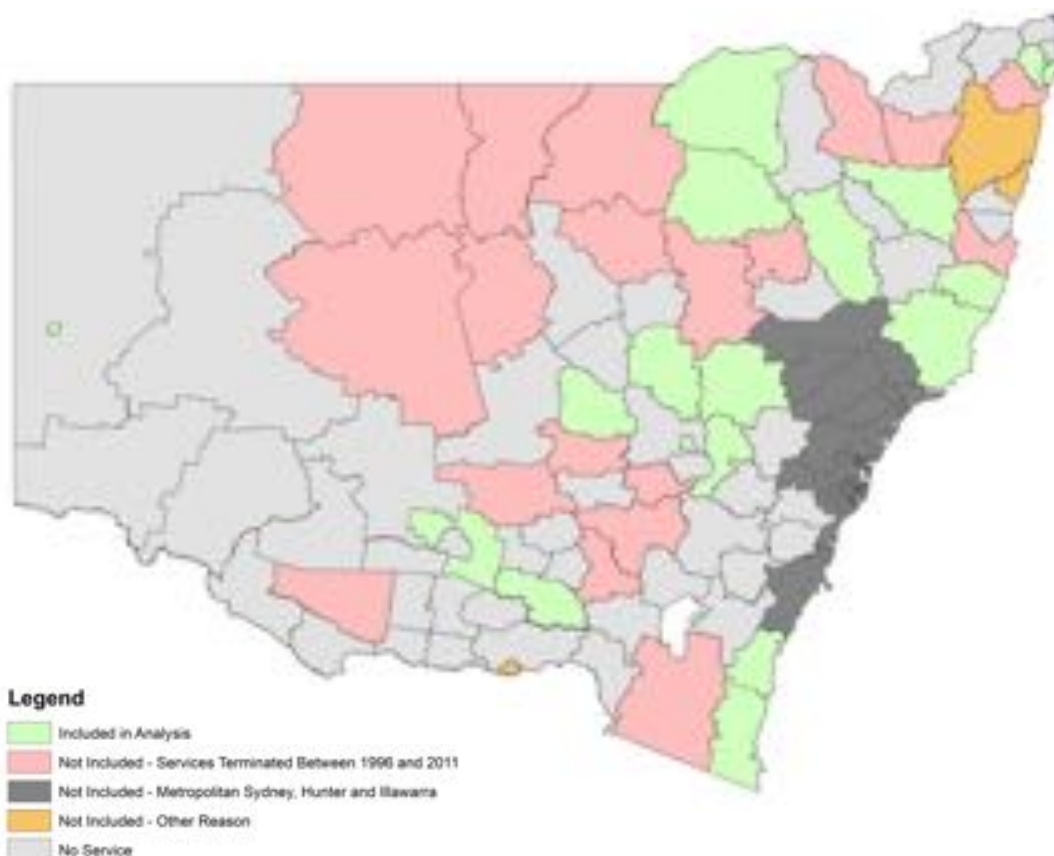 Legend
Included in Analysis
Not Included - Services Terminated Between 1996 and 2011
Not Included - Metropolitan Sydney, Hunter and Illawarra
Not Included - Other Reason
No Service